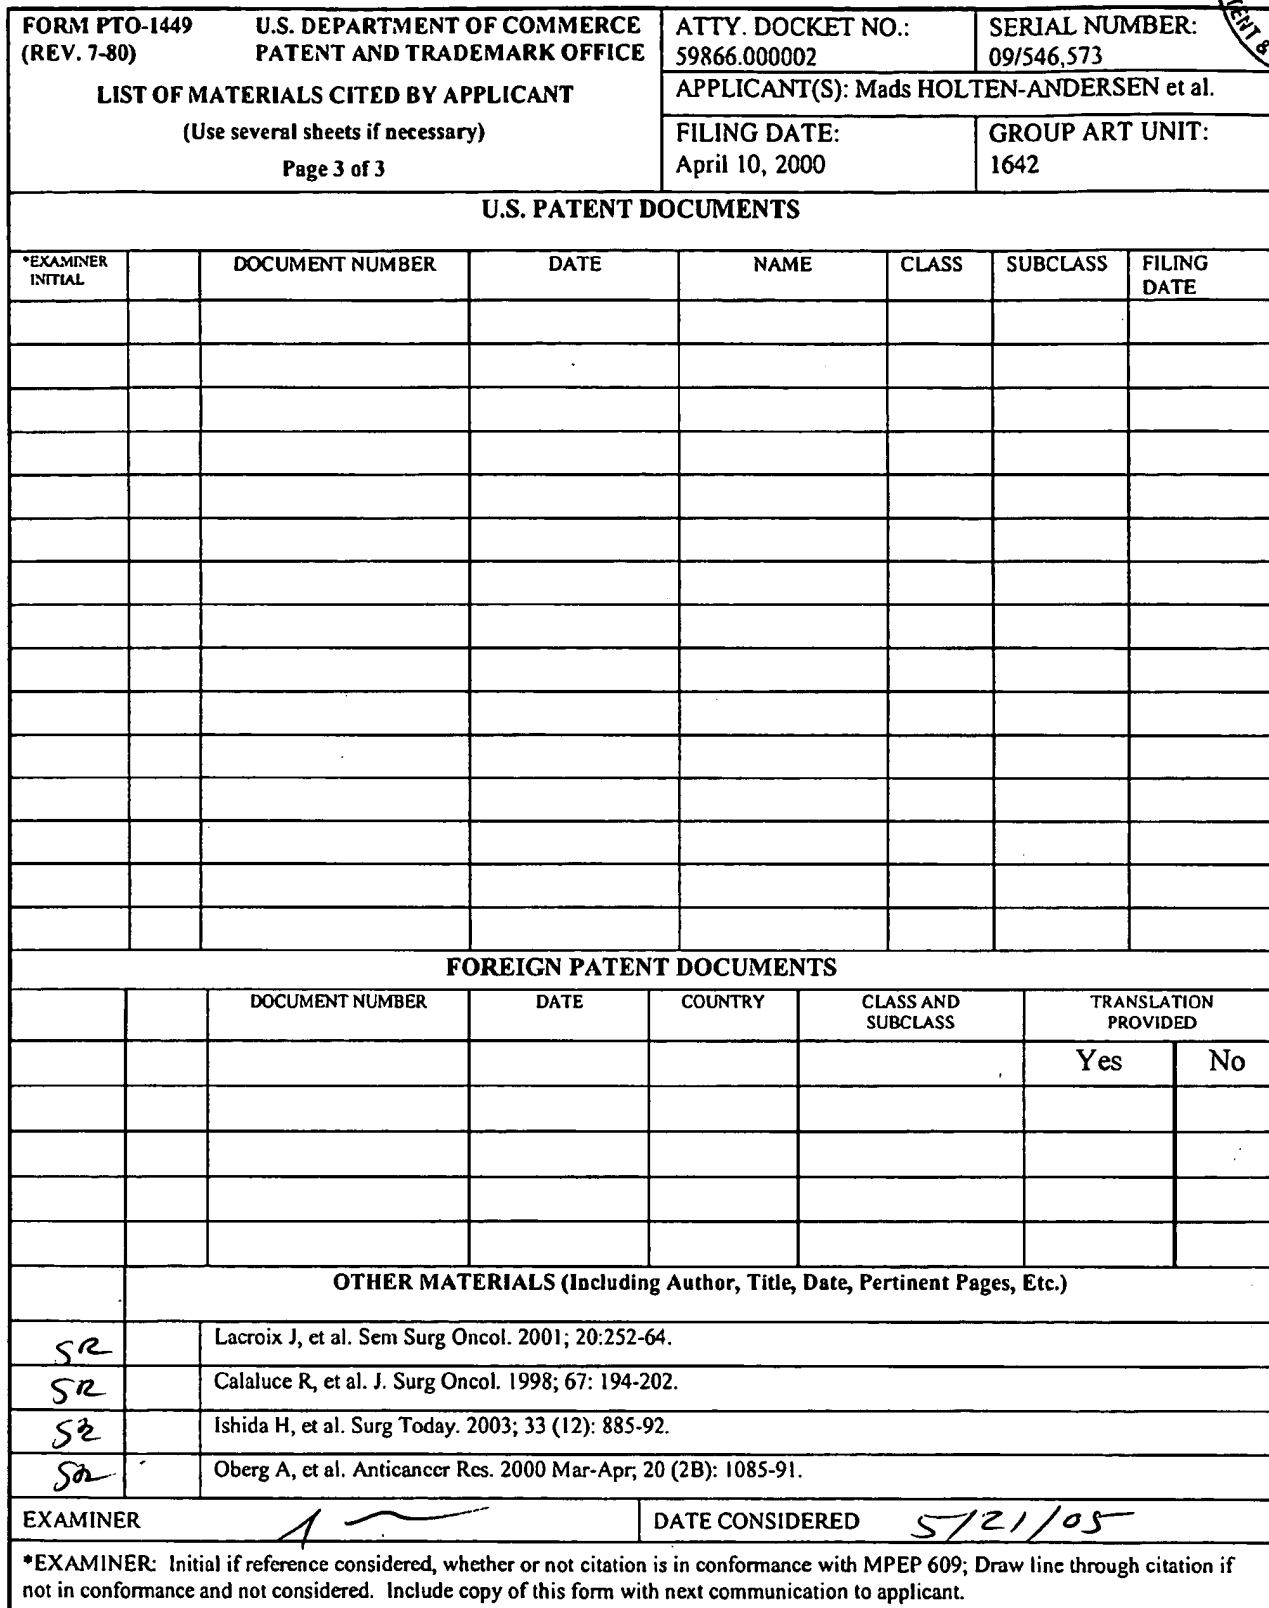 FORM PTO-1449 U.S. DEPARTMENT OF COMMERCE
(REV. 7-80) PATENT AND TRADEMARK OFFICE
LIST OF MATERIALS CITED BY APPLICANT
(Use several sheets if necessary)
Page 3 of 3
ATTY. DOCKET NO.:
59866.000002
SERIAL NUMBER:
09/546,573
APPLICANT(S): Mads HOLTEN-ANDERSEN et al.
FILING DATE:
April 10, 2000
GROUP ART UNIT:
1642
U.S. PATENT DOCUMENTS
*EXAMINER INITIAL
DOCUMENT NUMBER
DATE
NAME
CLASS
SUBCLASS
FILING DATE
FOREIGN PATENT DOCUMENTS
DOCUMENT NUMBER
DATE
COUNTRY
CLASS AND SUBCLASS
TRANSLATION PROVIDED
Yes No
OTHER MATERIALS (Including Author, Title, Date, Pertinent Pages, Etc.)
SR Lacroix J, et al. Sem Surg Oncol. 2001; 20:252-64.
SR Calaluce R, et al. J. Surg Oncol. 1998; 67: 194-202.
SR Ishida H, et al. Surg Today. 2003; 33 (12): 885-92.
SR Oberg A, et al. Anticancer Res. 2000 Mar-Apr; 20 (2B): 1085-91.
EXAMINER
DATE CONSIDERED 5/21/05
*EXAMINER: Initial if reference considered, whether or not citation is in conformance with MPEP 609; Draw line through citation if
not in conformance and not considered. Include copy of this form with next communication to applicant.